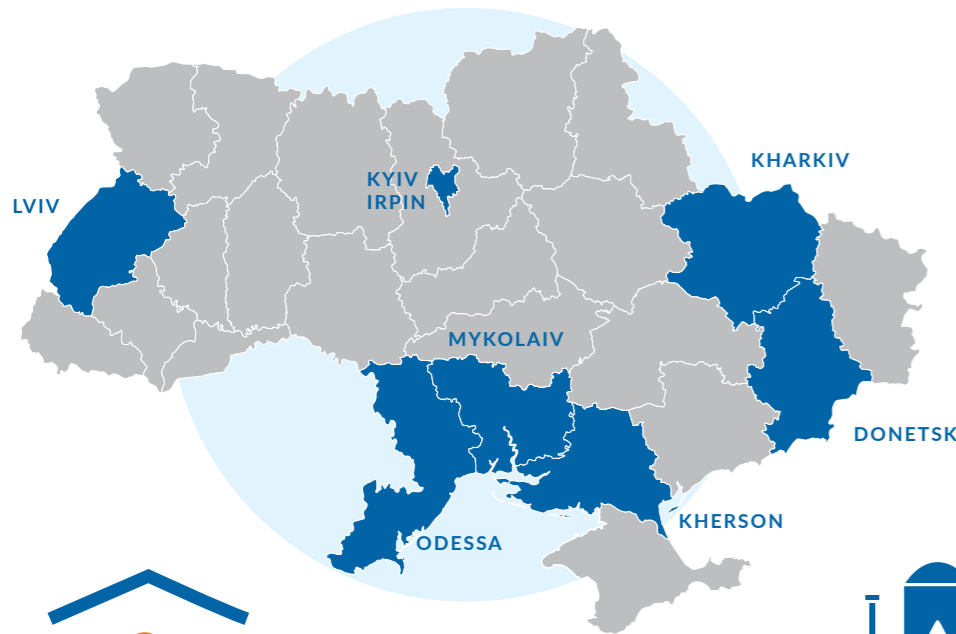 KHARKIV
KYIV
IRPIN
LVIV
MYKOLAIV
DONETSK
KHERSON
ODESSA